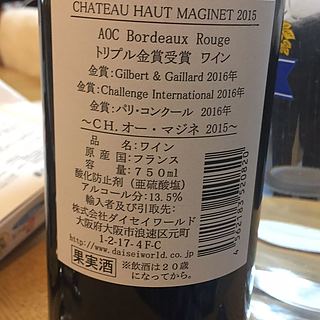 CHATEAU HAUT MAGINET 2015
AOC Bordeaux Rouge
トリプル金賞受賞 ワイン
金賞:Gilbert & Gaillard 2016年
金賞:Challenge International 2016年
金賞:パリ・コンクール 2016年
～CH.オー・マジネ 2015～
品名:ワイン
原産国:フランス
容量:750ml
酸化防止剤(亜硫酸塩)
アルコール分:13.5%
輸入者及び引取先:
株式会社ダイセイワールド
大阪府大阪市浪速区元町
1-2-17-4F-C
http://www.daiseiworld.co.jp
果実酒
※飲酒は20歳
になってから。
4562183520820